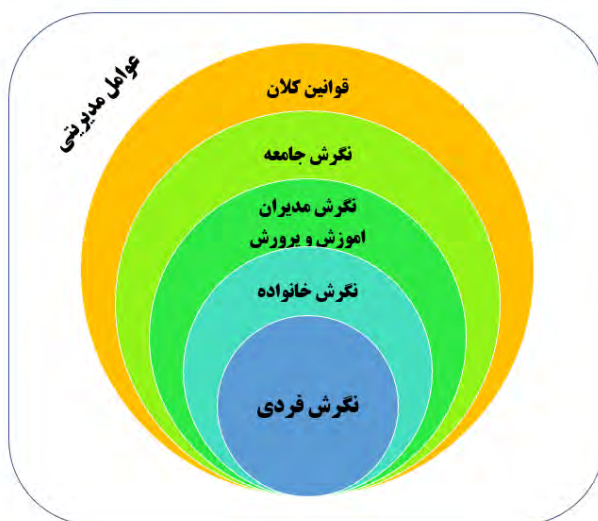 عوامل مدیریتی
قوانین کلان
نگرش جامعه
نگرش مدیران
اموزش و پرورش
نگرش خانواده
نگرش فردی